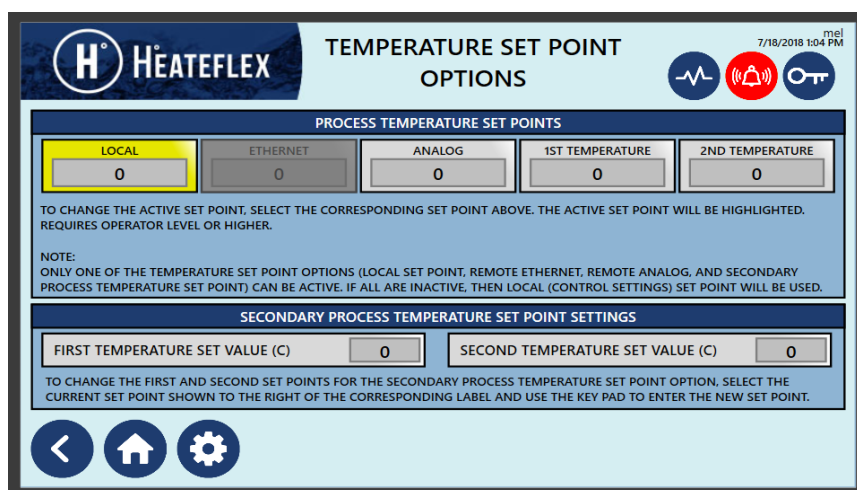 H° HEATEFLEX
TEMPERATURE SET POINT
OPTIONS
mel
7/18/2018 1:04 PM
PROCESS TEMPERATURE SET POINTS
LOCAL ETHERNET ANALOG 1ST TEMPERATURE 2ND TEMPERATURE
0 0 0 0 0
TO CHANGE THE ACTIVE SET POINT, SELECT THE CORRESPONDING SET POINT ABOVE. THE ACTIVE SET POINT WILL BE HIGHLIGHTED.
REQUIRES OPERATOR LEVEL OR HIGHER.
NOTE:
ONLY ONE OF THE TEMPERATURE SET POINT OPTIONS (LOCAL SET POINT, REMOTE ETHERNET, REMOTE ANALOG, AND SECONDARY
PROCESS TEMPERATURE SET POINT) CAN BE ACTIVE. IF ALL ARE INACTIVE, THEN LOCAL (CONTROL SETTINGS) SET POINT WILL BE USED.
SECONDARY PROCESS TEMPERATURE SET POINT SETTINGS
FIRST TEMPERATURE SET VALUE (C) 0 SECOND TEMPERATURE SET VALUE (C) 0
TO CHANGE THE FIRST AND SECOND SET POINTS FOR THE SECONDARY PROCESS TEMPERATURE SET POINT OPTION, SELECT THE
CURRENT SET POINT SHOWN TO THE RIGHT OF THE CORRESPONDING LABEL AND USE THE KEY PAD TO ENTER THE NEW SET POINT.